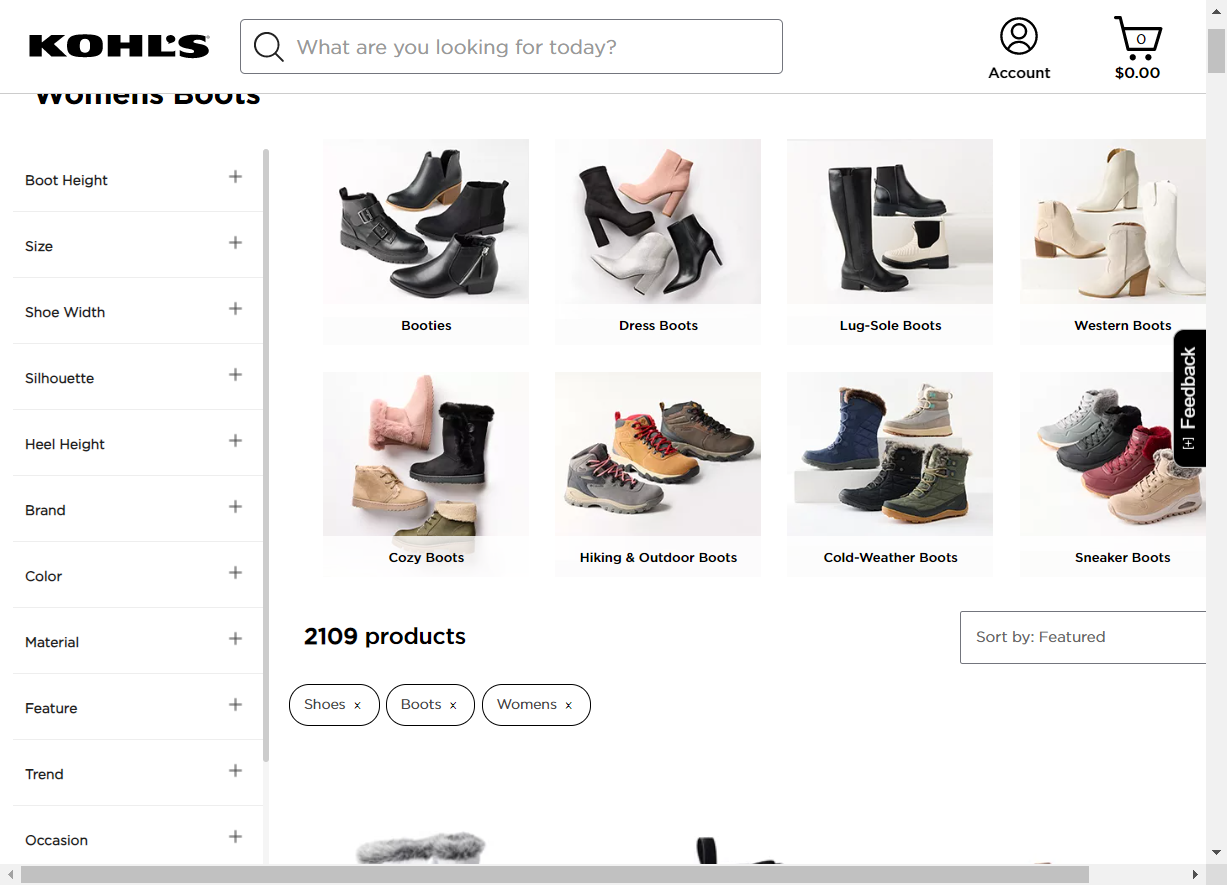 KOHL'S
What are you looking for today?
Account
0
$0.00
Womens Boots
Boot Height
Size
Shoe Width
Silhouette
Heel Height
Brand
Color
Material
Feature
Trend
Occasion
Booties
Dress Boots
Lug-Sole Boots
Western Boots
Cozy Boots
Hiking & Outdoor Boots
Cold-Weather Boots
Sneaker Boots
[+] Feedback
2109 products
Sort by: Featured
Shoes x
Boots x
Womens x